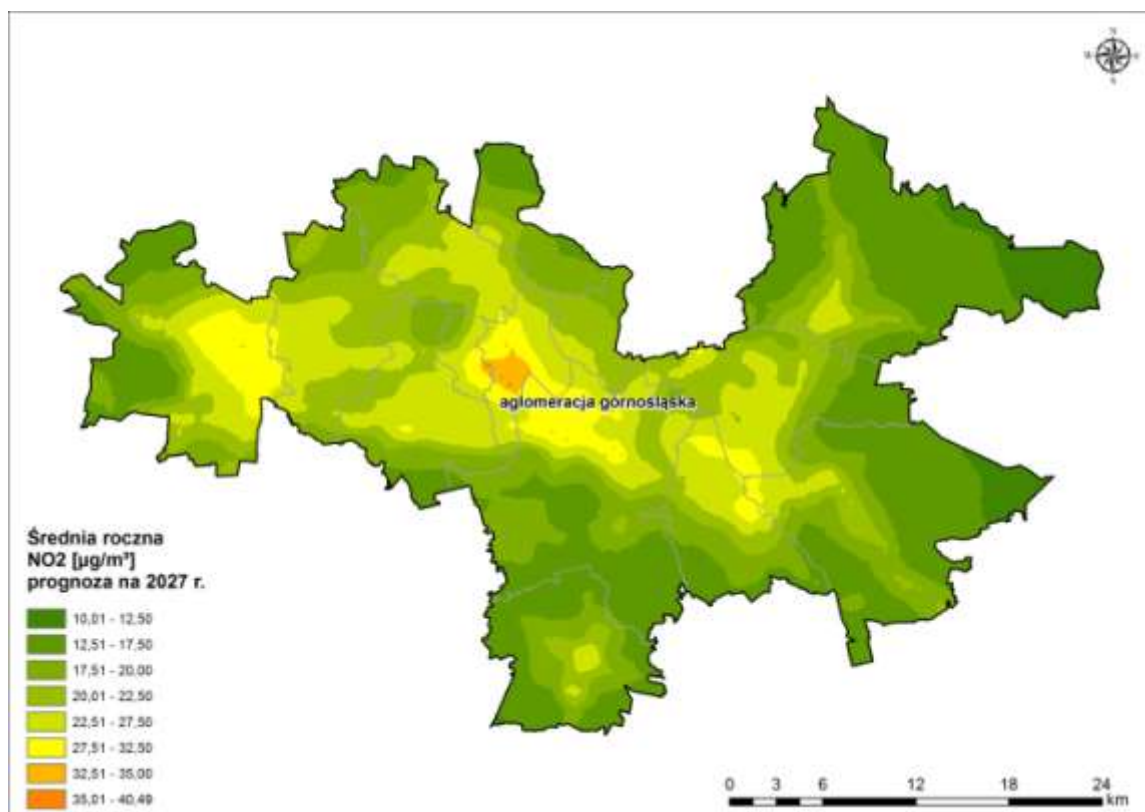 N
W
E
S
aglomeracja górnośląska
Średnia roczna
NO2 [µg/m³]
prognoza na 2027 r.
10,01 - 12,50
12,51 - 17,50
17,51 - 20,00
20,01 - 22,50
22,51 - 27,50
27,51 - 32,50
32,51 - 35,00
35,01 - 40,49
0 3 6 12 18 24
km